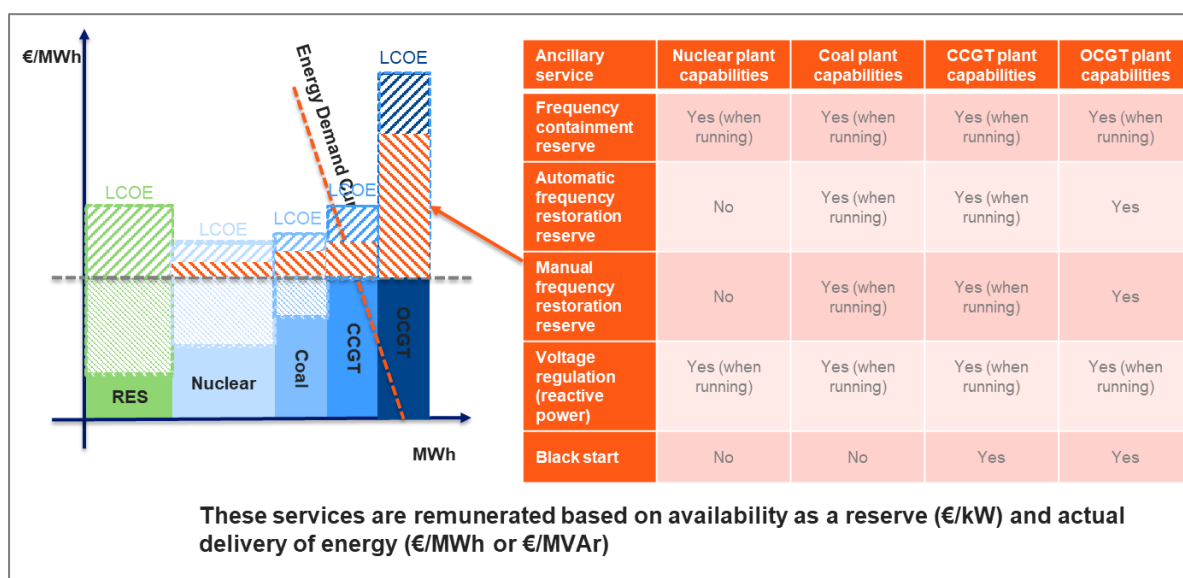 €/MWh
LCOE
LCOE
LCOE
LCOE
LCOE
Energy Demand Cur
RES
Nuclear
Coal
CCGT
OCGT
MWh
Ancillary service
Nuclear plant capabilities
Coal plant capabilities
CCGT plant capabilities
OCGT plant capabilities
Frequency containment reserve
Yes (when running)
Yes (when running)
Yes (when running)
Yes (when running)
Automatic frequency restoration reserve
No
Yes (when running)
Yes (when running)
Yes
Manual frequency restoration reserve
No
Yes (when running)
Yes (when running)
Yes
Voltage regulation (reactive power)
Yes (when running)
Yes (when running)
Yes (when running)
Yes (when running)
Black start
No
No
Yes
Yes
These services are remunerated based on availability as a reserve (€/kW) and actual
delivery of energy (€/MWh or €/MVAr)